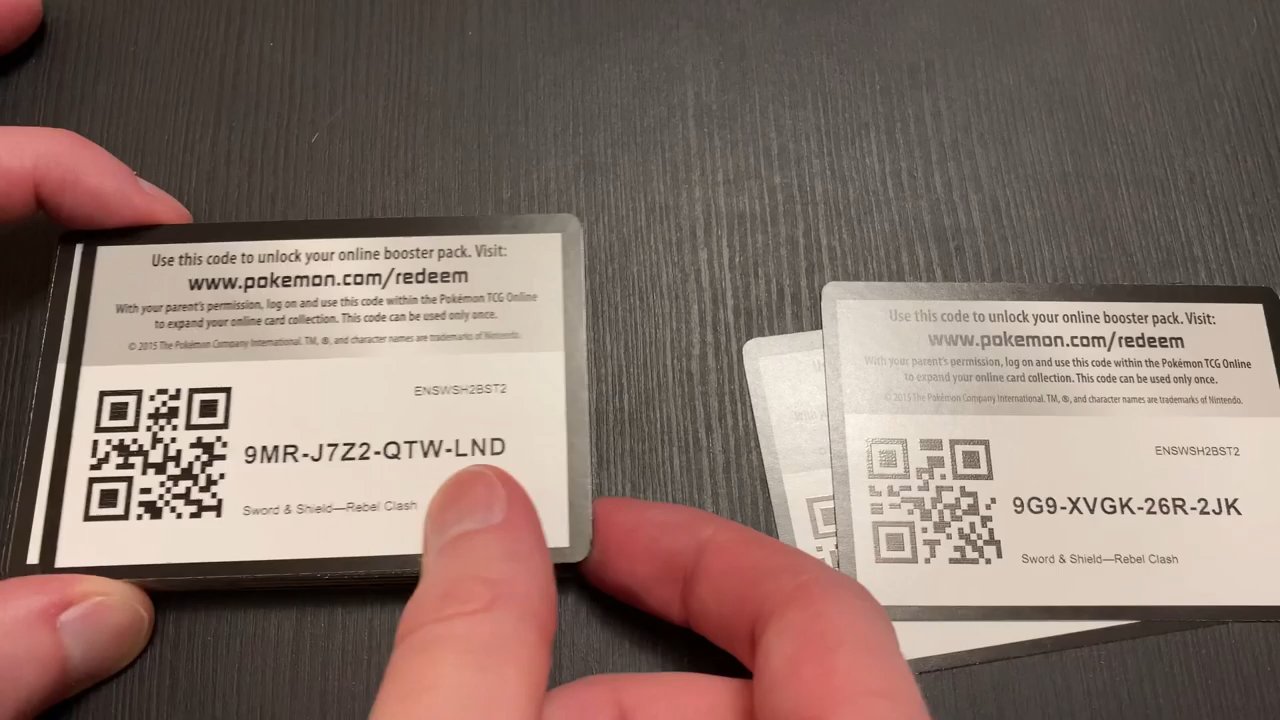 Use this code to unlock your online booster pack. Visit:
www.pokemon.com/redeem
With your parent's permission, log on and use this code within the Pokémon TCG Online
to expand your online card collection. This code can be used only once.
© 2015 The Pokémon Company International. TM, ®, and character names are trademarks of Nintendo.
ENSWSH2BST2
9MR-J7Z2-QTW-LND
Sword & Shield—Rebel Clash
Use this code to unlock your online booster pack. Visit:
www.pokemon.com/redeem
With your parent's permission, log on and use this code within the Pokémon TCG Online
to expand your online card collection. This code can be used only once.
© 2015 The Pokémon Company International. TM, ®, and character names are trademarks of Nintendo.
ENSWSH2BST2
9G9-XVGK-26R-2JK
Sword & Shield—Rebel Clash